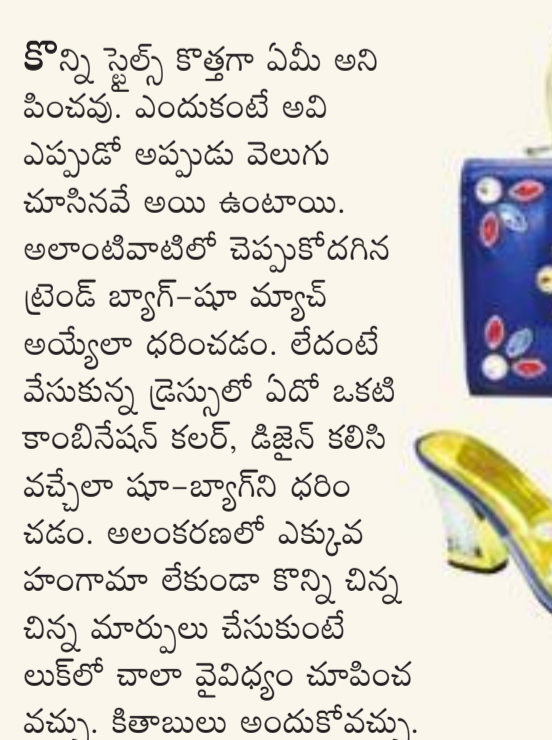 కొన్ని స్టైల్స్ కొత్తగా ఏమీ అని
పించవు. ఎందుకంటే అవి
ఎప్పుడో అప్పుడు వెలుగు
చూసినవే అయి ఉంటాయి.
అలాంటివాటిలో చెప్పుకోదగిన
ట్రెండ్ బ్యాగ్-షూ మ్యాచ్
అయ్యేలా ధరించడం. లేదంటే
వేసుకున్న డ్రెస్సులో ఏదో ఒకటి
కాంబినేషన్ కలర్, డిజైన్ కలిసి
వచ్చేలా షూ-బ్యాగ్‌ని ధరిం
చడం. అలంకరణలో ఎక్కువ
హంగామా లేకుండా కొన్ని చిన్న
చిన్న మార్పులు చేసుకుంటే
లుక్‌లో చాలా వైవిధ్యం చూపించ
వచ్చు. కితాబులు అందుకోవచ్చు.